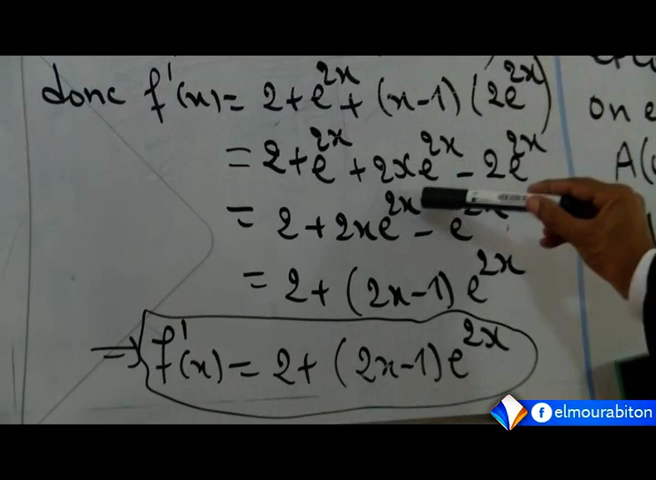 donc f'(x) = 2 + e^{2x} + (x-1)(2e^{2x})
= 2 + e^{2x} + 2xe^{2x} - 2e^{2x}
= 2 + 2xe^{2x} - e^{2x}
= 2 + (2x-1) e^{2x}
=> f'(x) = 2 + (2x-1) e^{2x}
on e
A(
elmourabiton